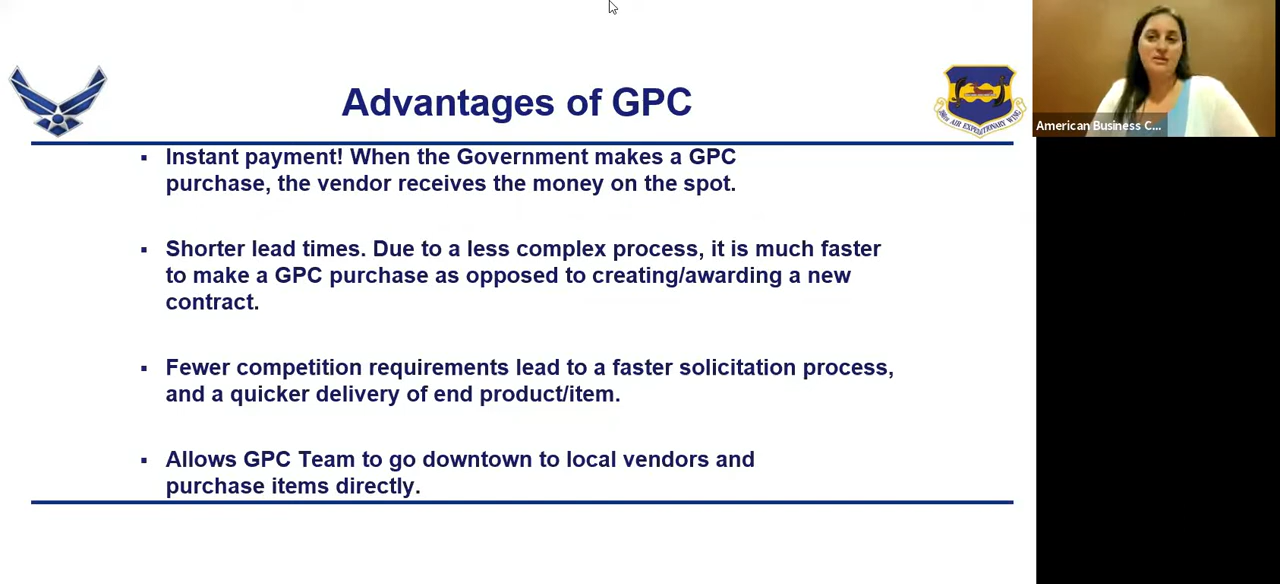 Advantages of GPC
▪ Instant payment! When the Government makes a GPC
purchase, the vendor receives the money on the spot.
▪ Shorter lead times. Due to a less complex process, it is much faster
to make a GPC purchase as opposed to creating/awarding a new
contract.
▪ Fewer competition requirements lead to a faster solicitation process,
and a quicker delivery of end product/item.
▪ Allows GPC Team to go downtown to local vendors and
purchase items directly.
AIR EXPEDITIONARY WING
American Business C...